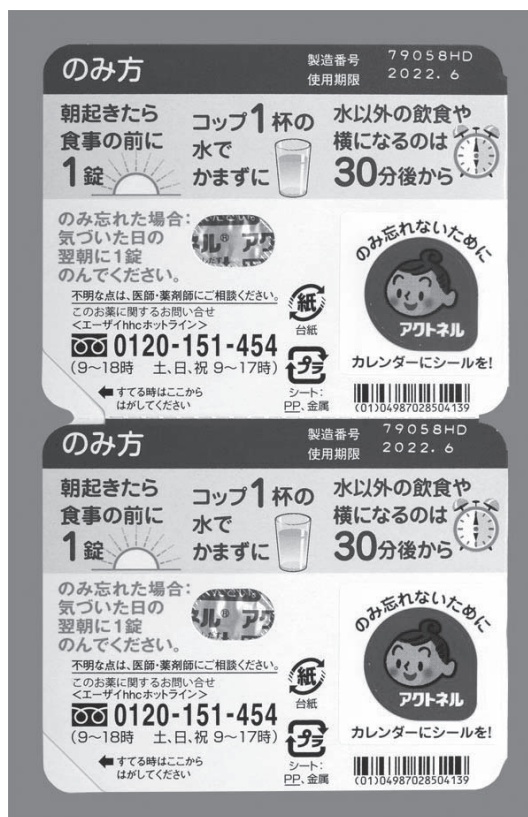 のみ方
製造番号 79058HD
使用期限 2022.6
朝起きたら
食事の前に
1錠
コップ1杯の
水で
かまずに
水以外の飲食や
横になるのは
30分後から
のみ忘れた場合:
気づいた日の
翌朝に1錠
のんでください。
ル® アク
不明な点は、医師・薬剤師にご相談ください。
このお薬に関するお問い合せ
<エーザイhhcホットライン>
0120-151-454
(9〜18時 土、日、祝 9〜17時)
すてる時はここから
はがしてください
紙
台紙
プラ
シート:
PP、金属
のみ忘れないために
アクトネル
カレンダーにシールを!
(01)04987028504139
のみ方
製造番号 79058HD
使用期限 2022.6
朝起きたら
食事の前に
1錠
コップ1杯の
水で
かまずに
水以外の飲食や
横になるのは
30分後から
のみ忘れた場合:
気づいた日の
翌朝に1錠
のんでください。
ル® アク
不明な点は、医師・薬剤師にご相談ください。
このお薬に関するお問い合せ
<エーザイhhcホットライン>
0120-151-454
(9〜18時 土、日、祝 9〜17時)
すてる時はここから
はがしてください
紙
台紙
プラ
シート:
PP、金属
のみ忘れないために
アクトネル
カレンダーにシールを!
(01)04987028504139